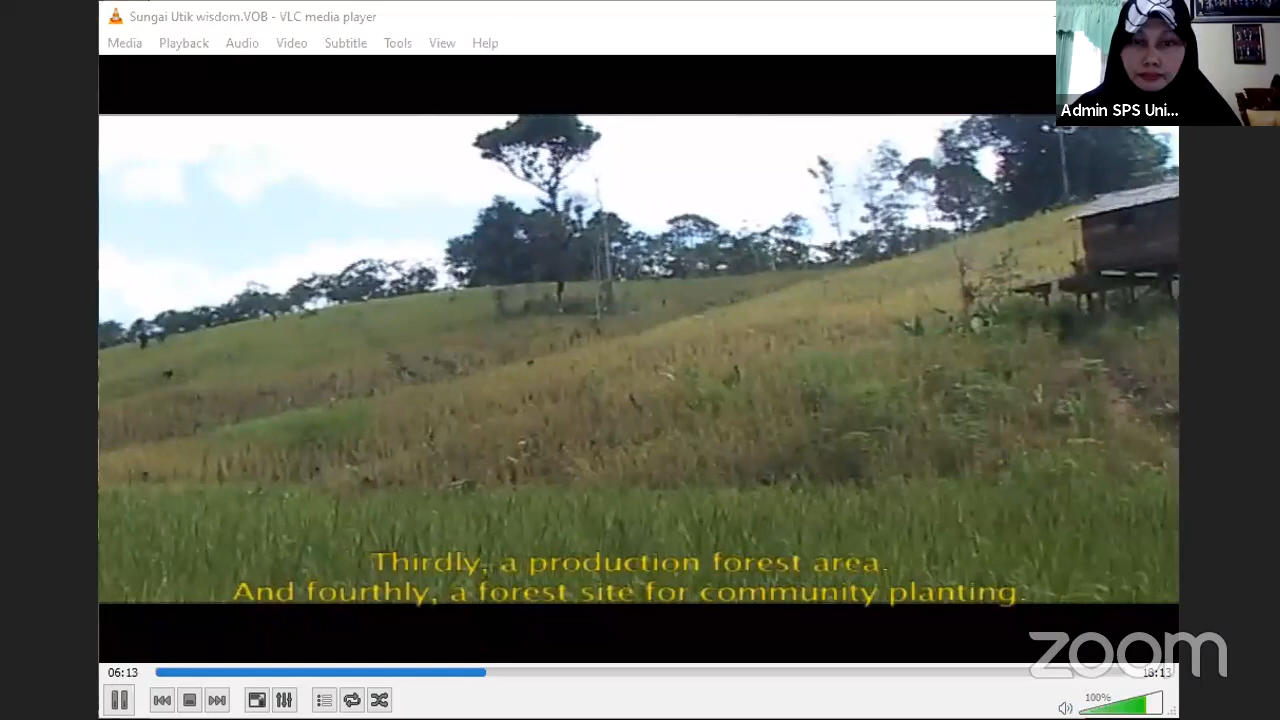 Sungai Utik wisdom.VOB - VLC media player
Media Playback Audio Video Subtitle Tools View Help
Admin SPS Uni...
Thirdly, a production forest area.
And fourthly, a forest site for community planting.
zoom
06:13
18:13
100%